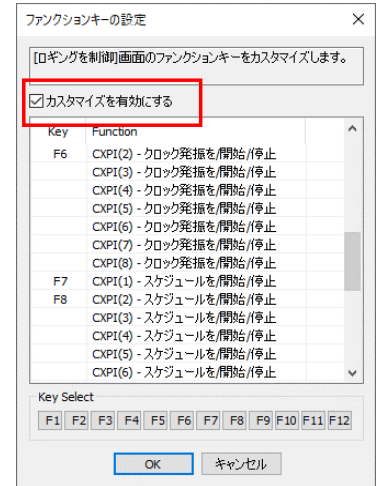 ファンクションキーの設定
[ロギングを制御]画面のファンクションキーをカスタマイズします。
カスタマイズを有効にする
Key Function
F6 CXPI(2) - クロック発振を/開始/停止
CXPI(3) - クロック発振を/開始/停止
CXPI(4) - クロック発振を/開始/停止
CXPI(5) - クロック発振を/開始/停止
CXPI(6) - クロック発振を/開始/停止
CXPI(7) - クロック発振を/開始/停止
CXPI(8) - クロック発振を/開始/停止
F7 CXPI(1) - スケジュールを/開始/停止
F8 CXPI(2) - スケジュールを/開始/停止
CXPI(3) - スケジュールを/開始/停止
CXPI(4) - スケジュールを/開始/停止
CXPI(5) - スケジュールを/開始/停止
CXPI(6) - スケジュールを/開始/停止
Key Select
F1 F2 F3 F4 F5 F6 F7 F8 F9 F10 F11 F12
OK キャンセル